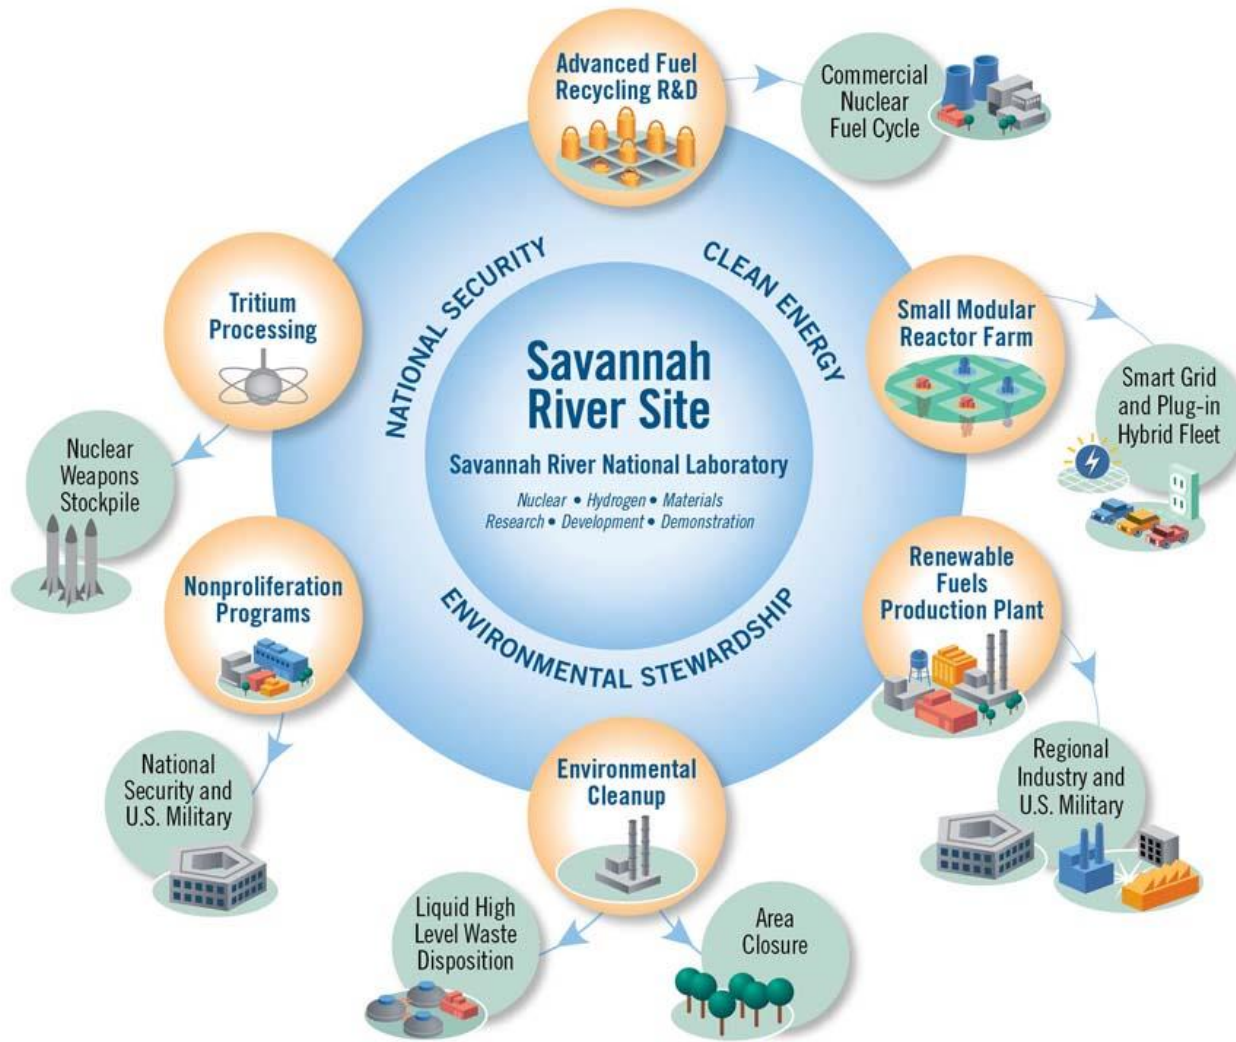 Advanced Fuel
Recycling R&D
Commercial
Nuclear
Fuel Cycle
NATIONAL SECURITY
CLEAN ENERGY
Tritium
Processing
Small Modular
Reactor Farm
Savannah
River Site
Savannah River National Laboratory
Nuclear • Hydrogen • Materials
Research • Development • Demonstration
Smart Grid
and Plug-in
Hybrid Fleet
Nuclear
Weapons
Stockpile
Nonproliferation
Programs
Renewable
Fuels
Production Plant
ENVIRONMENTAL STEWARDSHIP
National
Security and
U.S. Military
Environmental
Cleanup
Regional
Industry and
U.S. Military
Liquid High
Level Waste
Disposition
Area
Closure